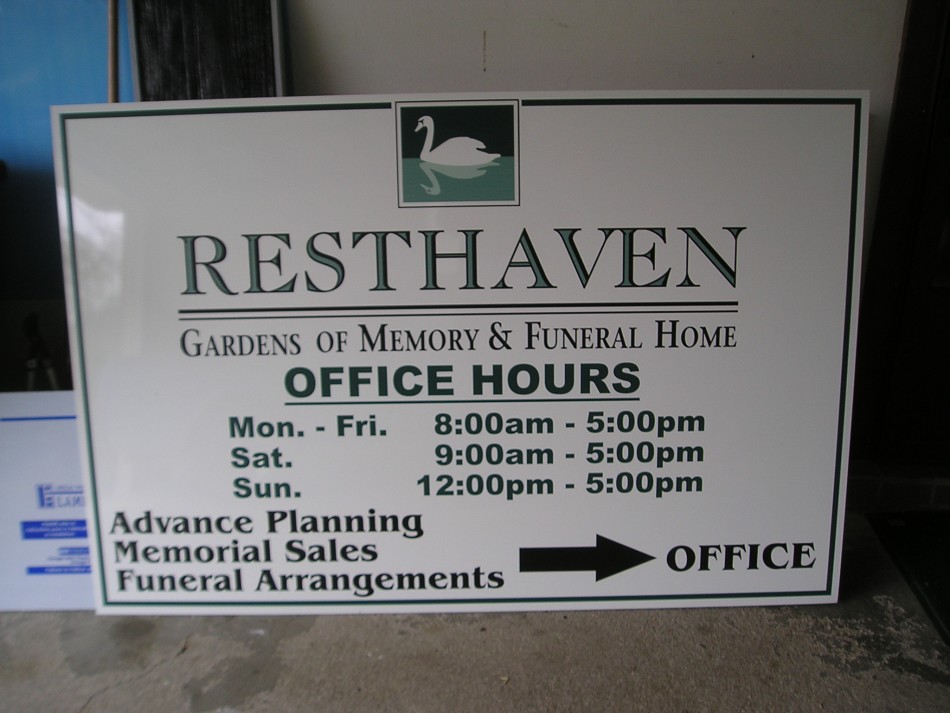 RESTHAVEN
GARDENS OF MEMORY & FUNERAL HOME
OFFICE HOURS
Mon. - Fri. 8:00am - 5:00pm
Sat. 9:00am - 5:00pm
Sun. 12:00pm - 5:00pm
Advance Planning
Memorial Sales
Funeral Arrangements
OFFICE